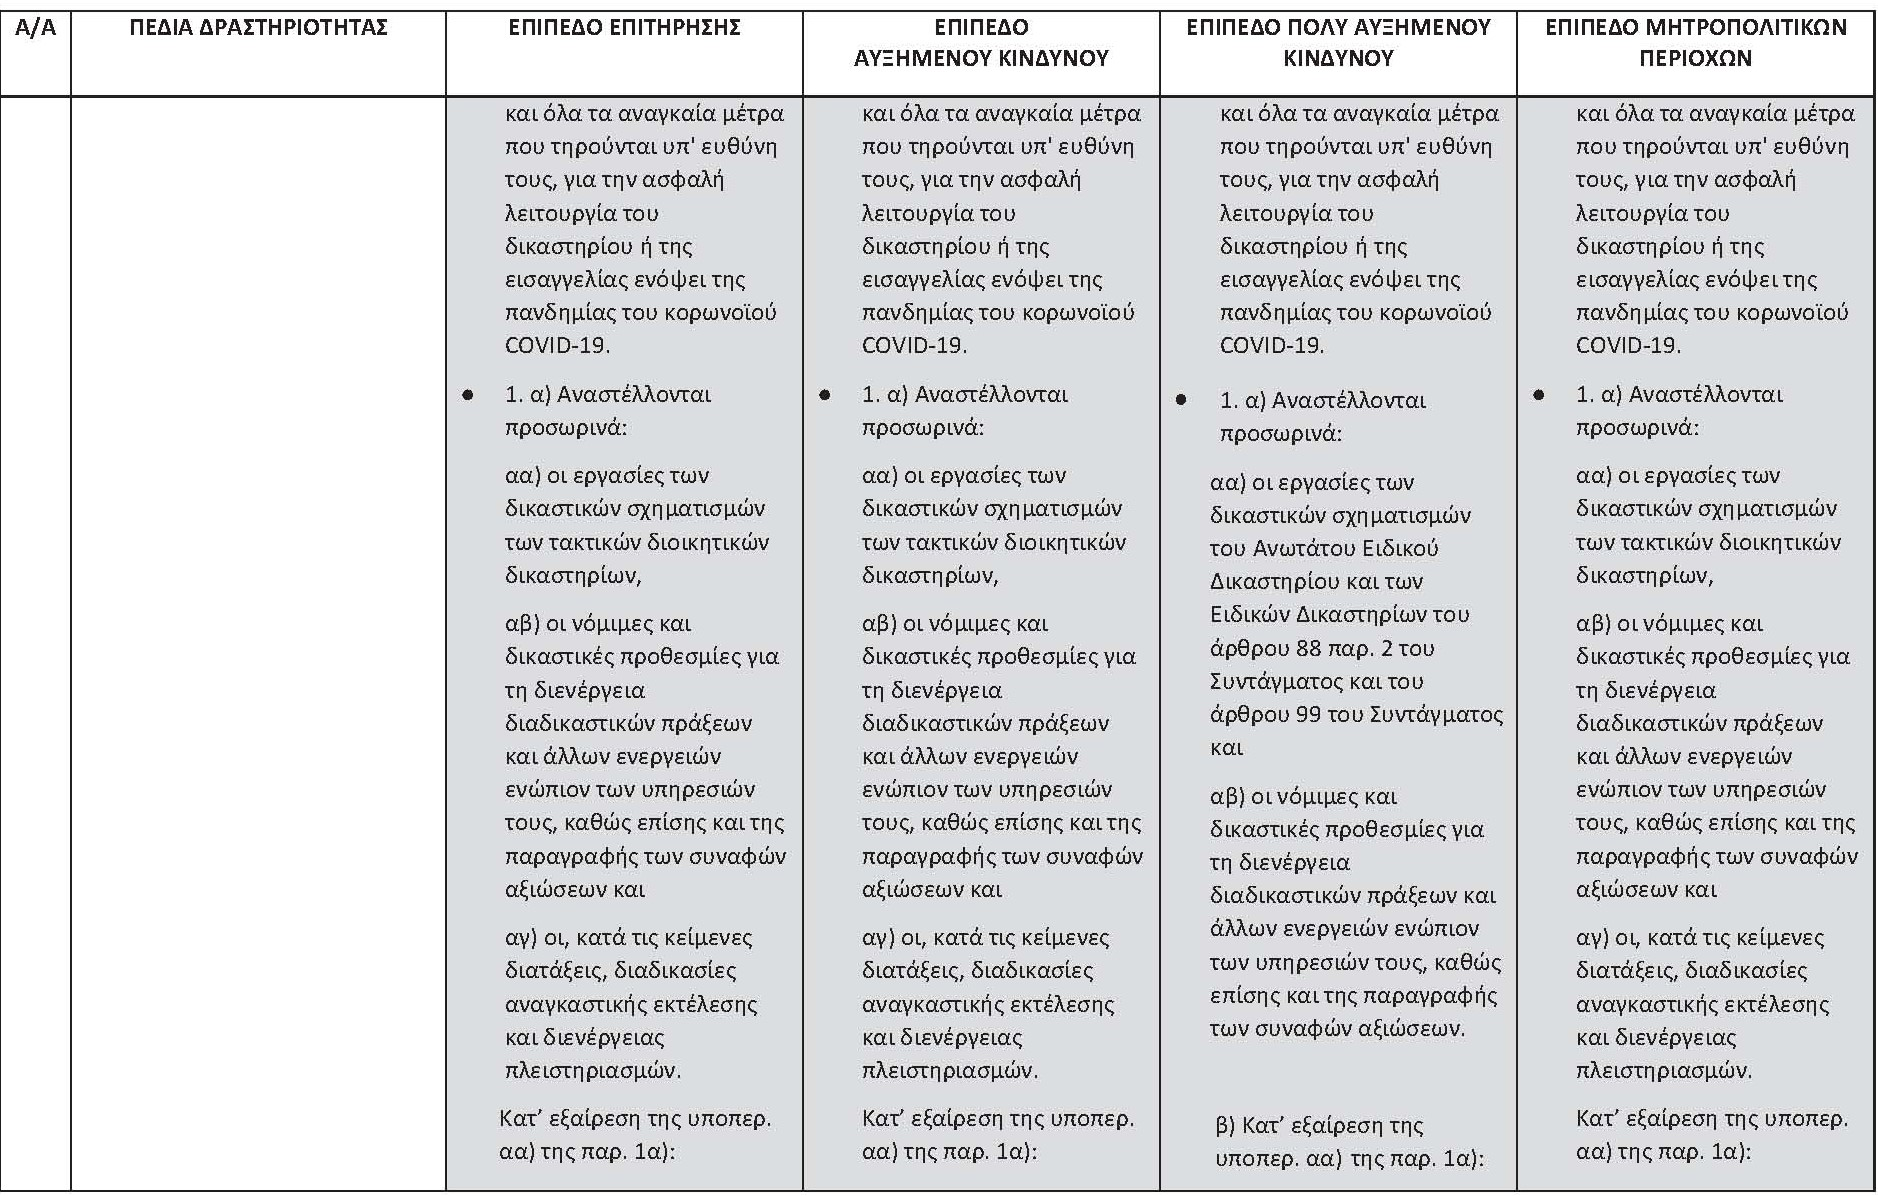 Α/Α
ΠΕΔΙΑ ΔΡΑΣΤΗΡΙΟΤΗΤΑΣ
ΕΠΙΠΕΔΟ ΕΠΙΤΗΡΗΣΗΣ
ΕΠΙΠΕΔΟ
ΑΥΞΗΜΕΝΟΥ ΚΙΝΔΥΝΟΥ
ΕΠΙΠΕΔΟ ΠΟΛΥ ΑΥΞΗΜΕΝΟΥ
ΚΙΝΔΥΝΟΥ
ΕΠΙΠΕΔΟ ΜΗΤΡΟΠΟΛΙΤΙΚΩΝ
ΠΕΡΙΟΧΩΝ
και όλα τα αναγκαία μέτρα
που τηρούνται υπ' ευθύνη
τους, για την ασφαλή
λειτουργία του
δικαστηρίου ή της
εισαγγελίας ενόψει της
πανδημίας του κορωνοϊού
COVID-19.
● 1. α) Αναστέλλονται
προσωρινά:
αα) οι εργασίες των
δικαστικών σχηματισμών
των τακτικών διοικητικών
δικαστηρίων,
αβ) οι νόμιμες και
δικαστικές προθεσμίες για
τη διενέργεια
διαδικαστικών πράξεων
και άλλων ενεργειών
ενώπιον των υπηρεσιών
τους, καθώς επίσης και της
παραγραφής των συναφών
αξιώσεων και
αγ) οι, κατά τις κείμενες
διατάξεις, διαδικασίες
αναγκαστικής εκτέλεσης
και διενέργειας
πλειστηριασμών.
Κατ’ εξαίρεση της υποπερ.
αα) της παρ. 1α):
και όλα τα αναγκαία μέτρα
που τηρούνται υπ' ευθύνη
τους, για την ασφαλή
λειτουργία του
δικαστηρίου ή της
εισαγγελίας ενόψει της
πανδημίας του κορωνοϊού
COVID-19.
● 1. α) Αναστέλλονται
προσωρινά:
αα) οι εργασίες των
δικαστικών σχηματισμών
των τακτικών διοικητικών
δικαστηρίων,
αβ) οι νόμιμες και
δικαστικές προθεσμίες για
τη διενέργεια
διαδικαστικών πράξεων
και άλλων ενεργειών
ενώπιον των υπηρεσιών
τους, καθώς επίσης και της
παραγραφής των συναφών
αξιώσεων και
αγ) οι, κατά τις κείμενες
διατάξεις, διαδικασίες
αναγκαστικής εκτέλεσης
και διενέργειας
πλειστηριασμών.
Κατ’ εξαίρεση της υποπερ.
αα) της παρ. 1α):
και όλα τα αναγκαία μέτρα
που τηρούνται υπ' ευθύνη
τους, για την ασφαλή
λειτουργία του
δικαστηρίου ή της
εισαγγελίας ενόψει της
πανδημίας του κορωνοϊού
COVID-19.
● 1. α) Αναστέλλονται
προσωρινά:
αα) οι εργασίες των
δικαστικών σχηματισμών
του Ανωτάτου Ειδικού
Δικαστηρίου και των
Ειδικών Δικαστηρίων του
άρθρου 88 παρ. 2 του
Συντάγματος και του
άρθρου 99 του Συντάγματος
και
αβ) οι νόμιμες και
δικαστικές προθεσμίες για
τη διενέργεια
διαδικαστικών πράξεων και
άλλων ενεργειών ενώπιον
των υπηρεσιών τους, καθώς
επίσης και της παραγραφής
των συναφών αξιώσεων.
β) Κατ’ εξαίρεση της
υποπερ. αα) της παρ. 1α):
και όλα τα αναγκαία μέτρα
που τηρούνται υπ' ευθύνη
τους, για την ασφαλή
λειτουργία του
δικαστηρίου ή της
εισαγγελίας ενόψει της
πανδημίας του κορωνοϊού
COVID-19.
● 1. α) Αναστέλλονται
προσωρινά:
αα) οι εργασίες των
δικαστικών σχηματισμών
των τακτικών διοικητικών
δικαστηρίων,
αβ) οι νόμιμες και
δικαστικές προθεσμίες για
τη διενέργεια
διαδικαστικών πράξεων
και άλλων ενεργειών
ενώπιον των υπηρεσιών
τους, καθώς επίσης και της
παραγραφής των συναφών
αξιώσεων και
αγ) οι, κατά τις κείμενες
διατάξεις, διαδικασίες
αναγκαστικής εκτέλεσης
και διενέργειας
πλειστηριασμών.
Κατ’ εξαίρεση της υποπερ.
αα) της παρ. 1α):